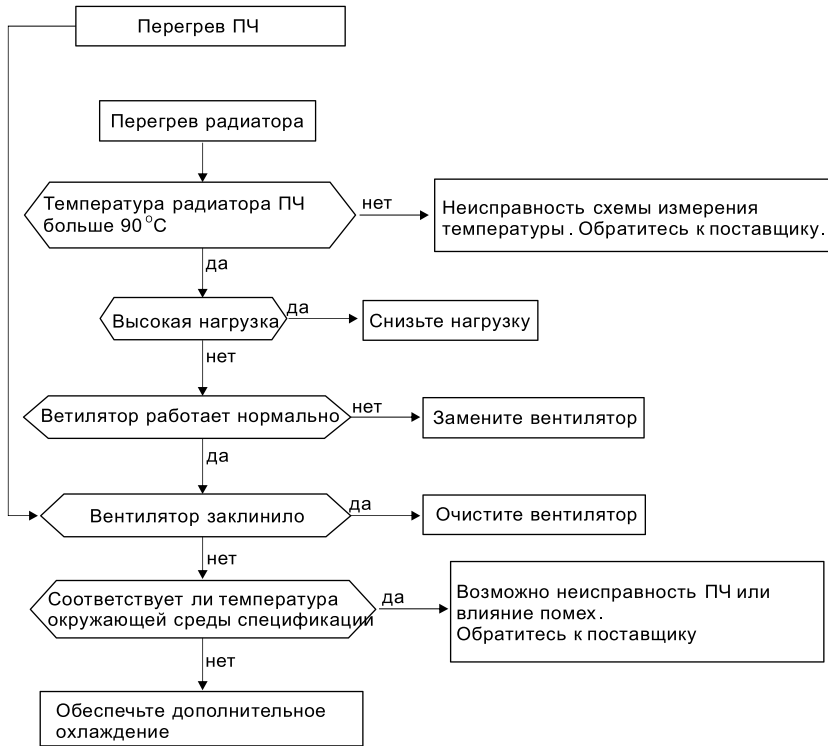 Перегрев ПЧ
Перегрев радиатора
Температура радиатора ПЧ
больше 90°C
нет
Неисправность схемы измерения
температуры. Обратитесь к поставщику.
да
Высокая нагрузка
да
Снизьте нагрузку
нет
Ветилятор работает нормально
нет
Замените вентилятор
да
Вентилятор заклинило
да
Очистите вентилятор
нет
Соответствует ли температура
окружающей среды спецификации
да
Возможно неисправность ПЧ или
влияние помех.
Обратитесь к поставщику
нет
Обеспечьте дополнительное
охлаждение